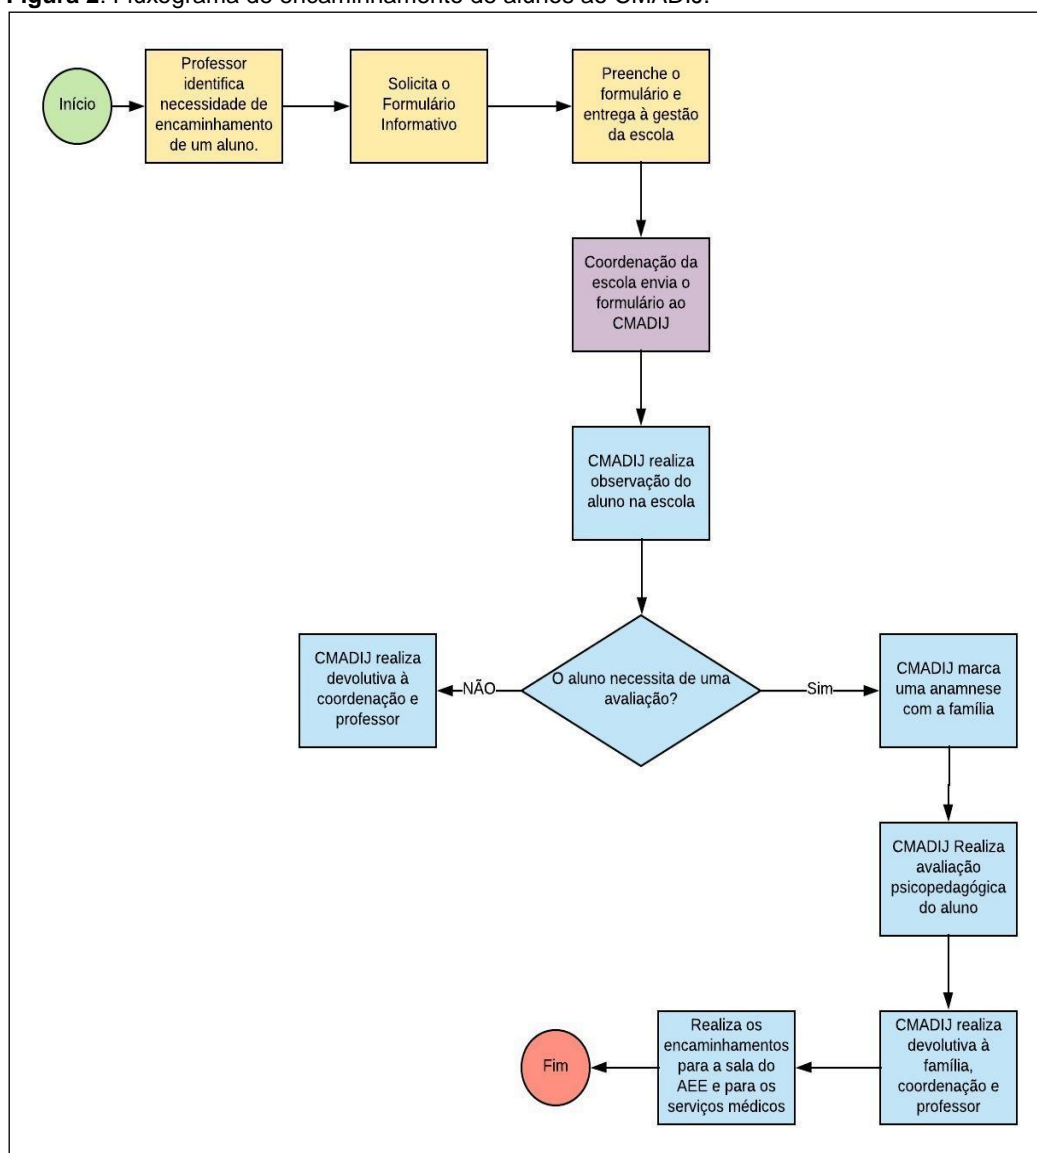 Figura 2. Fluxograma de encaminhamento de alunos ao CMADIJ.
Início
Professor
identifica
necessidade de
encaminhamento
de um aluno.
Solicita o
Formulário
Informativo
Preenche o
formulário e
entrega à gestão
da escola
Coordenação da
escola envia o
formulário ao
CMADIJ
CMADIJ realiza
observação do
aluno na escola
O aluno necessita de uma
avaliação?
NÃO
CMADIJ realiza
devolutiva à
coordenação e
professor
Sim
CMADIJ marca
uma anamnese
com a família
CMADIJ Realiza
avaliação
psicopedagógica
do aluno
CMADIJ realiza
devolutiva à
família,
coordenação e
professor
Realiza os
encaminhamentos
para a sala do
AEE e para os
serviços médicos
Fim